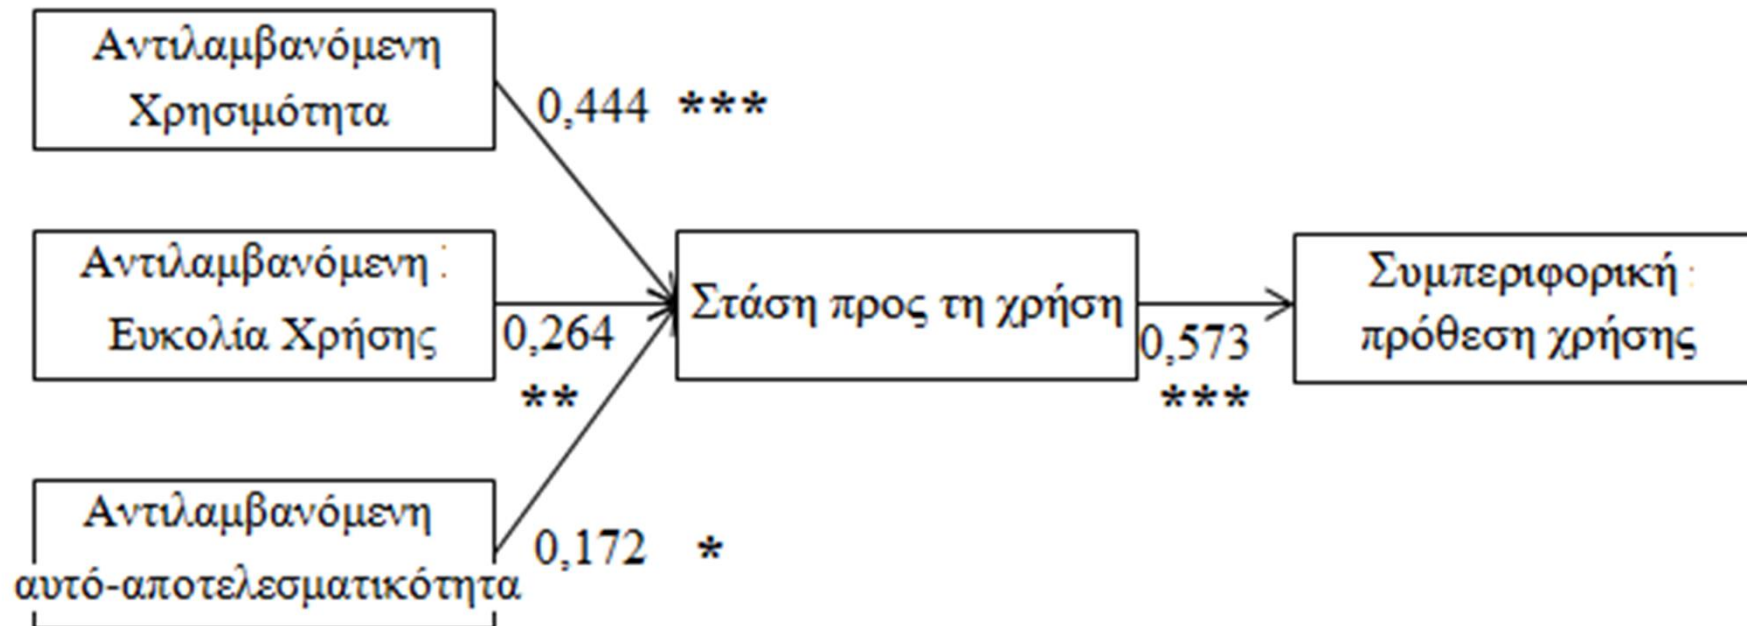 Αντιλαμβανόμενη
Χρησιμότητα
0,444 ***
Αντιλαμβανόμενη :
Ευκολία Χρήσης
0,264
**
Στάση προς τη χρήση
0,573
***
Συμπεριφορική :
πρόθεση χρήσης
Αντιλαμβανόμενη
αυτό-αποτελεσματικότητα
0,172 *